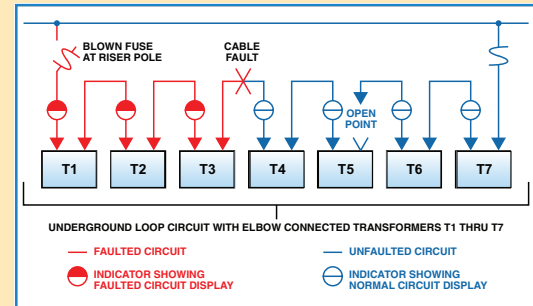 BLOWN FUSE
AT RISER POLE
CABLE
FAULT
OPEN
POINT
T1
T2
T3
T4
T5
T6
T7
UNDERGROUND LOOP CIRCUIT WITH ELBOW CONNECTED TRANSFORMERS T1 THRU T7
FAULTED CIRCUIT
UNFAULTED CIRCUIT
INDICATOR SHOWING
FAULTED CIRCUIT DISPLAY
INDICATOR SHOWING
NORMAL CIRCUIT DISPLAY